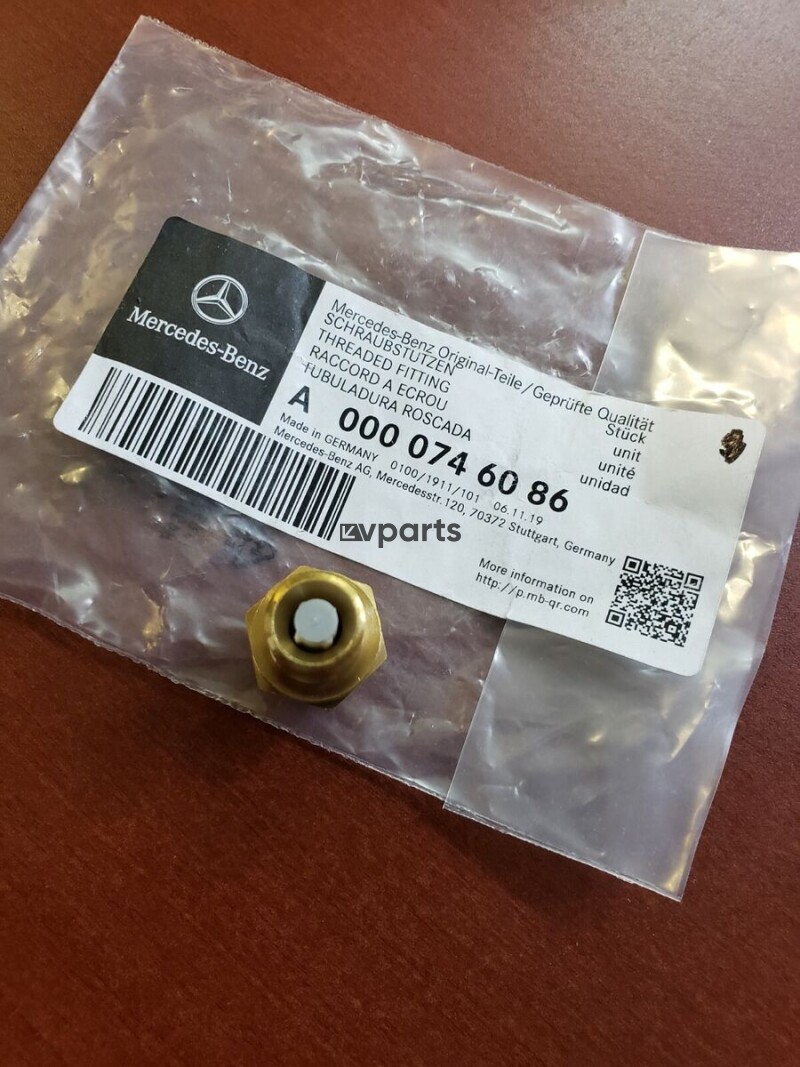 Mercedes-Benz
Mercedes-Benz Original-Teile / Geprüfte Qualität
SCHRAUBSTUTZEN
Stück
THREADED FITTING
unit
RACCORD A ECROU
unité
FUBULADURA ROSCADA
unidad
A 000 074 60 86
Made in GERMANY 0100/1911/101 06.11.19
Mercedes-Benz AG, Mercedesstr.120, 70372 Stuttgart, Germany
vparts
More information on
http://p.mb-qr.com